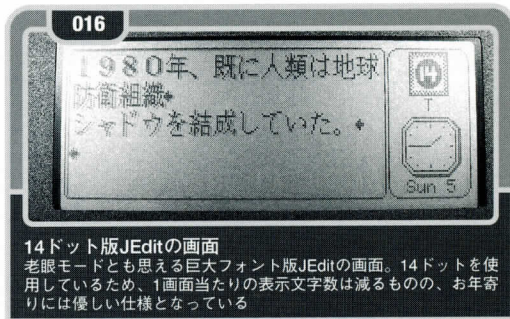 016
1980年、既に人類は地球
防衛組織
シャドウを結成していた。
14
T
Sun 5
14ドット版JEditの画面
老眼モードとも思える巨大フォント版JEditの画面。14ドットを使
用しているため、1画面当たりの表示文字数は減るものの、お年寄
りには優しい仕様となっている